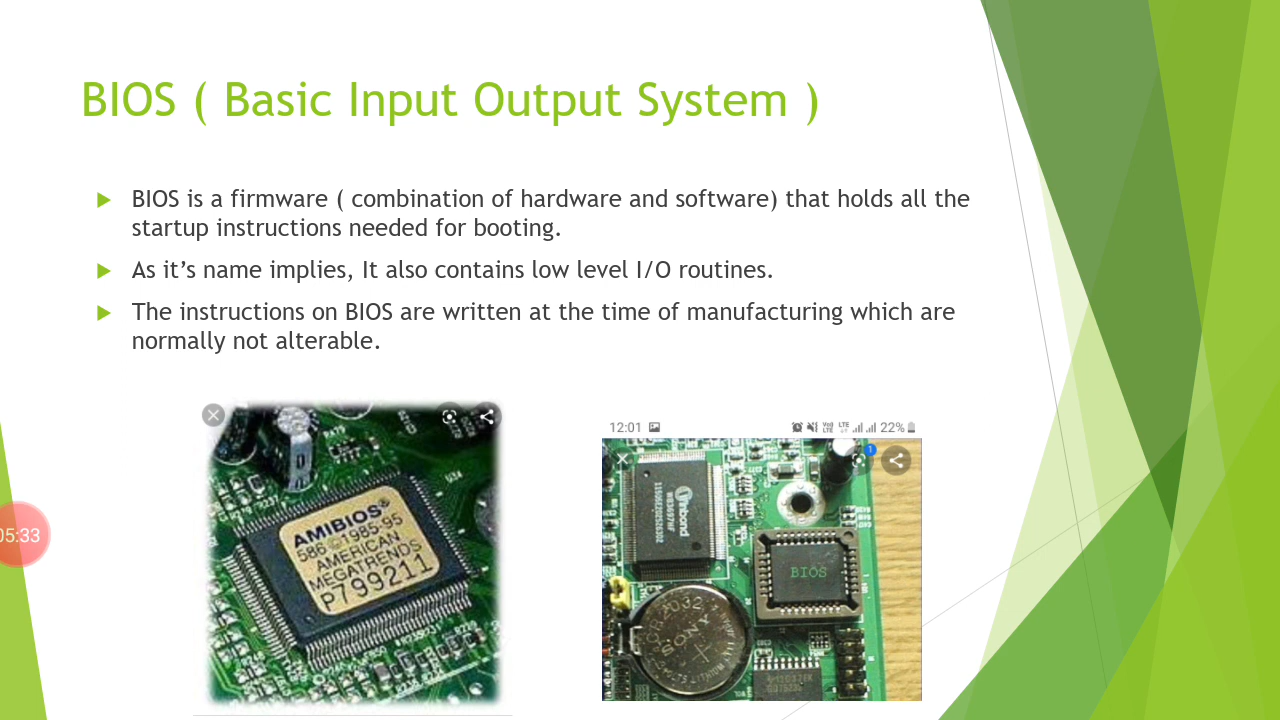 BIOS ( Basic Input Output System )
BIOS is a firmware ( combination of hardware and software) that holds all the
startup instructions needed for booting.
As it’s name implies, It also contains low level I/O routines.
The instructions on BIOS are written at the time of manufacturing which are
normally not alterable.
AMIBIOS®
586 © 1985-95
AMERICAN
MEGATRENDS
P799211
12:01
LTE
22%
1
winbond
BIOS
CR2032
SONY
05:33